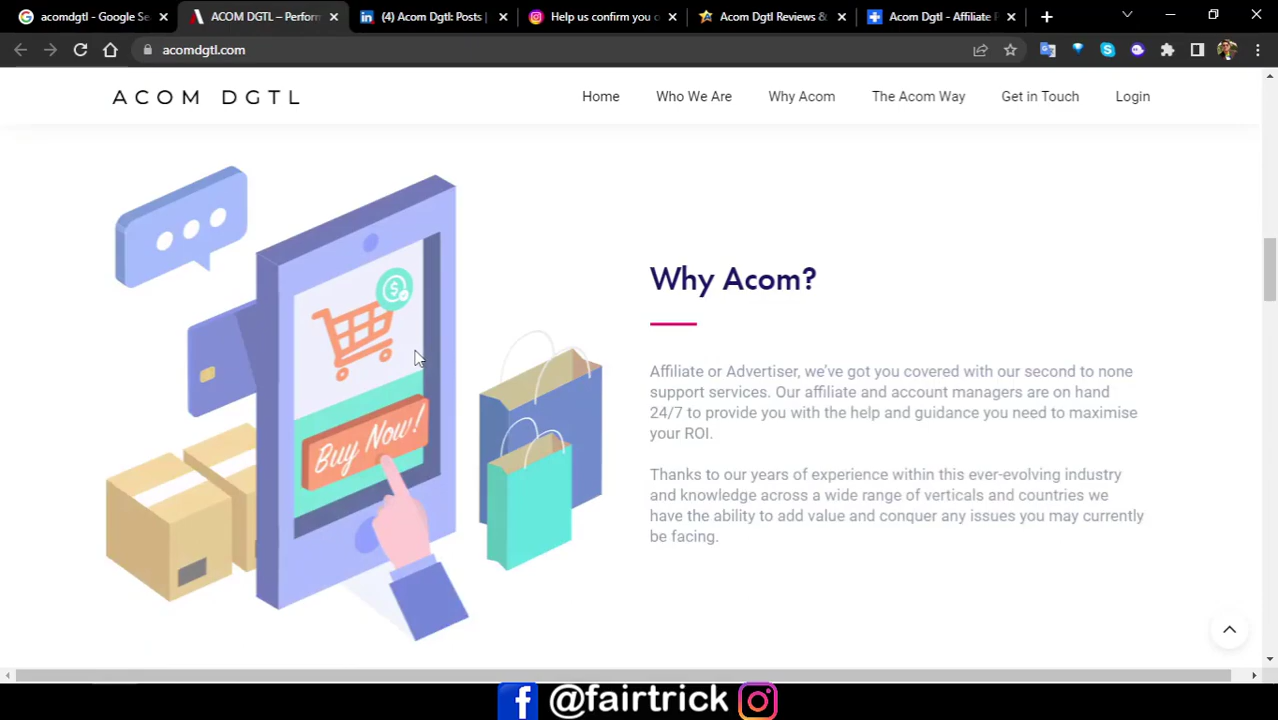 acomdgtl - Google Se
ACOM DGTL – Perform
(4) Acom Dgtl: Posts |
Help us confirm you o
Acom Dgtl Reviews &
Acom Dgtl - Affiliate P
acomdgtl.com
ACOM DGTL
Home
Who We Are
Why Acom
The Acom Way
Get in Touch
Login
Buy Now!
Why Acom?
Affiliate or Advertiser, we've got you covered with our second to none
support services. Our affiliate and account managers are on hand
24/7 to provide you with the help and guidance you need to maximise
your ROI.
Thanks to our years of experience within this ever-evolving industry
and knowledge across a wide range of verticals and countries we
have the ability to add value and conquer any issues you may currently
be facing.
@fairtrick